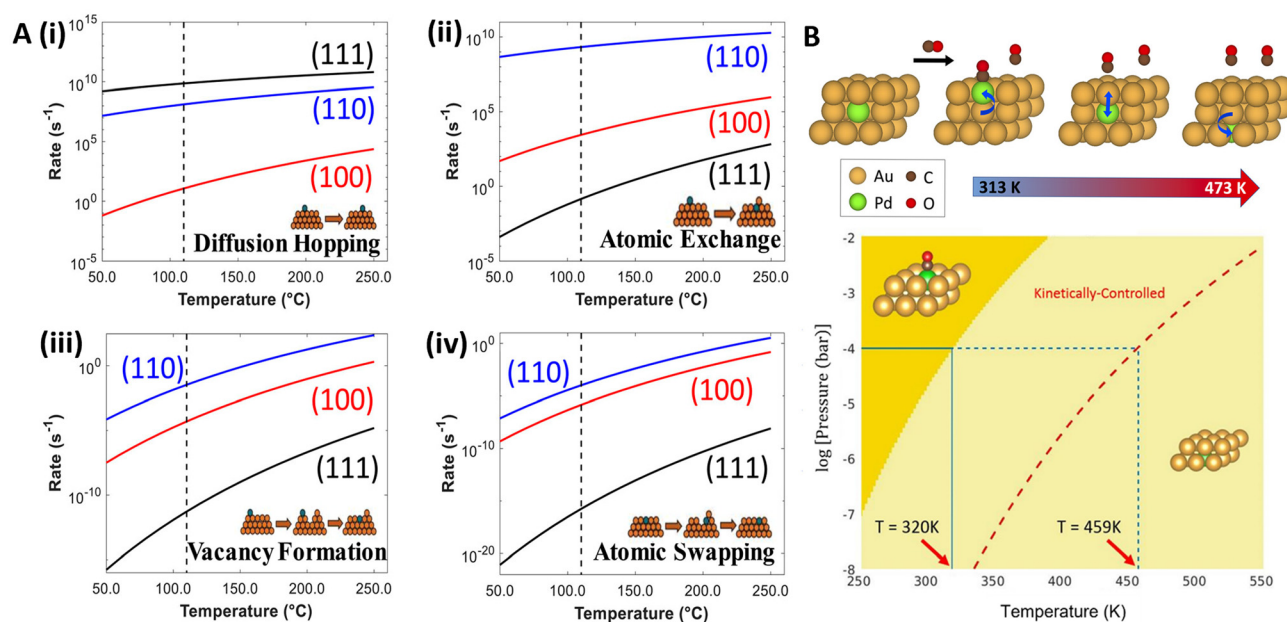 A (i)
10^15
10^10
10^5
10^0
10^-5
Rate (s^-1)
(111)
(110)
(100)
Diffusion Hopping
50.0 100.0 150.0 200.0 250.0
Temperature (°C)
(ii)
10^10
10^5
10^0
10^-5
Rate (s^-1)
(110)
(100)
(111)
Atomic Exchange
50.0 100.0 150.0 200.0 250.0
Temperature (°C)
(iii)
10^0
10^-10
Rate (s^-1)
(110)
(100)
(111)
Vacancy Formation
50.0 100.0 150.0 200.0 250.0
Temperature (°C)
(iv)
10^0
10^-10
10^-20
Rate (s^-1)
(110)
(100)
(111)
Atomic Swapping
50.0 100.0 150.0 200.0 250.0
Temperature (°C)
B
Au C
Pd O
313 K 473 K
-2
-3
-4
-5
-6
-7
-8
log [Pressure (bar)]
Kinetically-Controlled
T = 320K T = 459K
250 300 350 400 450 500 550
Temperature (K)